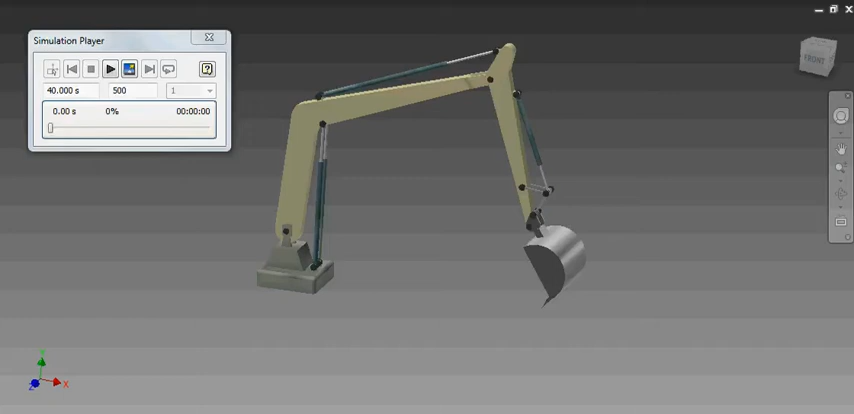 Simulation Player
40.000 s 500 1
0.00 s 0% 00:00:00
FRONT
Y
X
Z